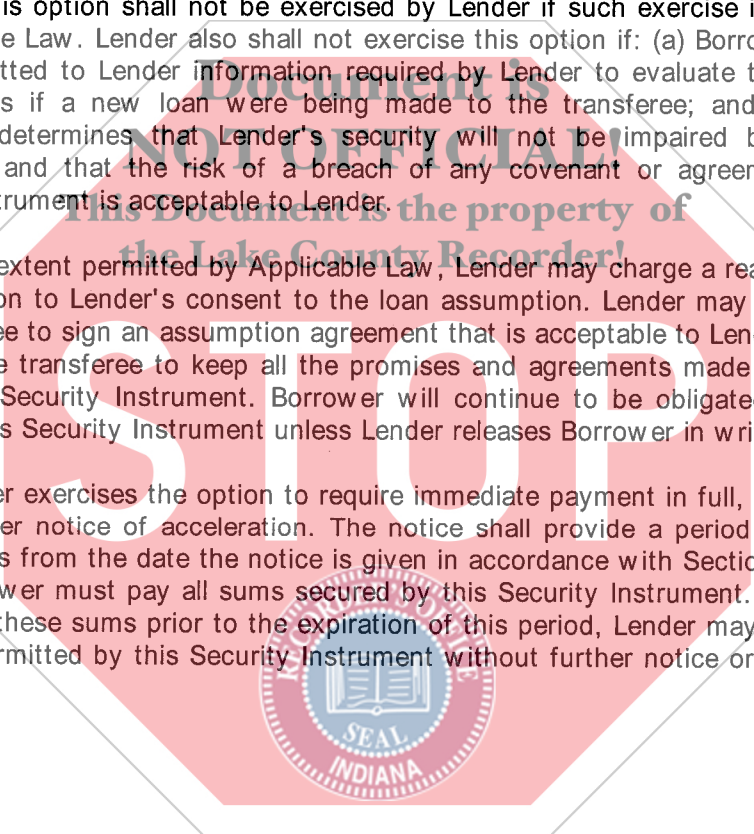 is option shall not be exercised by Lender if such exercise i
e Law. Lender also shall not exercise this option if: (a) Borro
tted to Lender information required by Lender to evaluate t
s if a new loan were being made to the transferee; and
determines that Lender's security will not be impaired b
and that the risk of a breach of any covenant or agreem
trument is acceptable to Lender.
Document is
NOT OFFICIAL!
This Document is the property of
the Lake County Recorder!
extent permitted by Applicable Law, Lender may charge a rea
on to Lender's consent to the loan assumption. Lender may
ee to sign an assumption agreement that is acceptable to Len
e transferee to keep all the promises and agreements made
Security Instrument. Borrower will continue to be obligate
s Security Instrument unless Lender releases Borrower in wri
STOP
er exercises the option to require immediate payment in full,
er notice of acceleration. The notice shall provide a period
s from the date the notice is given in accordance with Sectio
wer must pay all sums secured by this Security Instrument.
these sums prior to the expiration of this period, Lender may
rmitted by this Security Instrument without further notice or
RECORDER'S OFFICE
SEAL
INDIANA